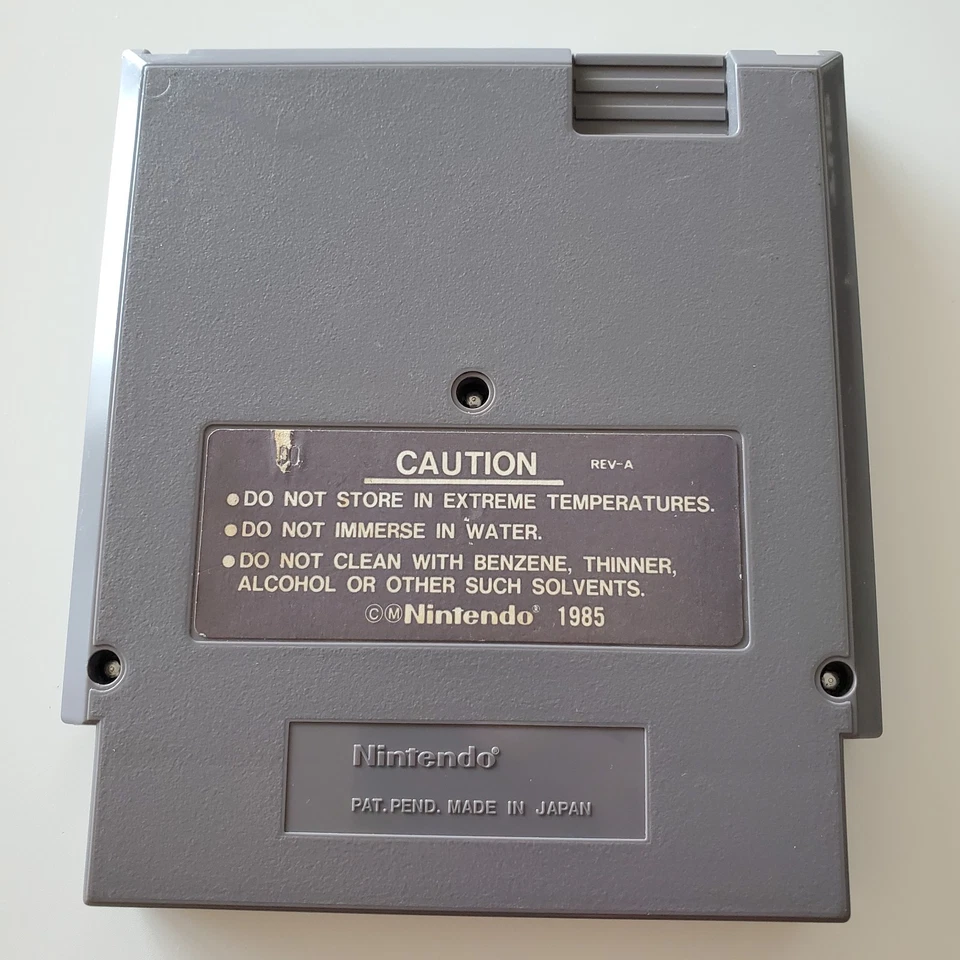 CAUTION REV-A
●DO NOT STORE IN EXTREME TEMPERATURES.
●DO NOT IMMERSE IN WATER.
●DO NOT CLEAN WITH BENZENE, THINNER,
ALCOHOL OR OTHER SUCH SOLVENTS.
©Ⓜ Nintendo® 1985
Nintendo®
PAT. PEND. MADE IN JAPAN